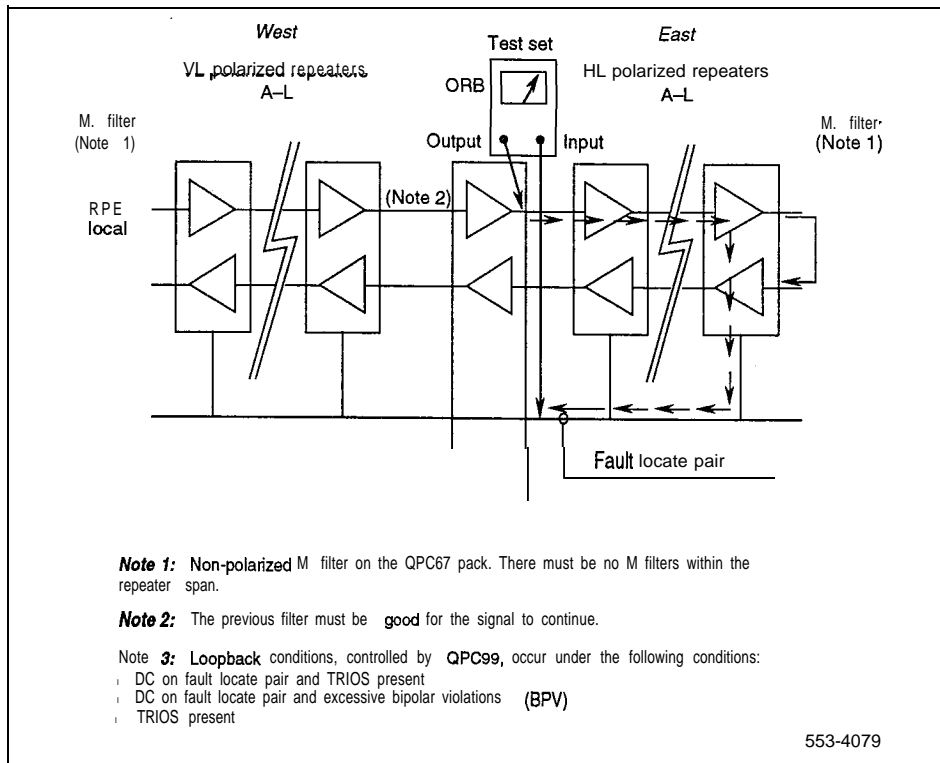 West
East
Test set
VL polarized repeaters
A–L
ORB
HL polarized repeaters
A–L
M. filter
(Note 1)
Output
Input
M. filter
(Note 1)
RPE
local
(Note 2)
Fault locate pair
Note 1: Non-polarized M filter on the QPC67 pack. There must be no M filters within the
repeater span.
Note 2: The previous filter must be good for the signal to continue.
Note 3: Loopback conditions, controlled by QPC99, occur under the following conditions:
DC on fault locate pair and TRIOS present
DC on fault locate pair and excessive bipolar violations (BPV)
TRIOS present
553-4079